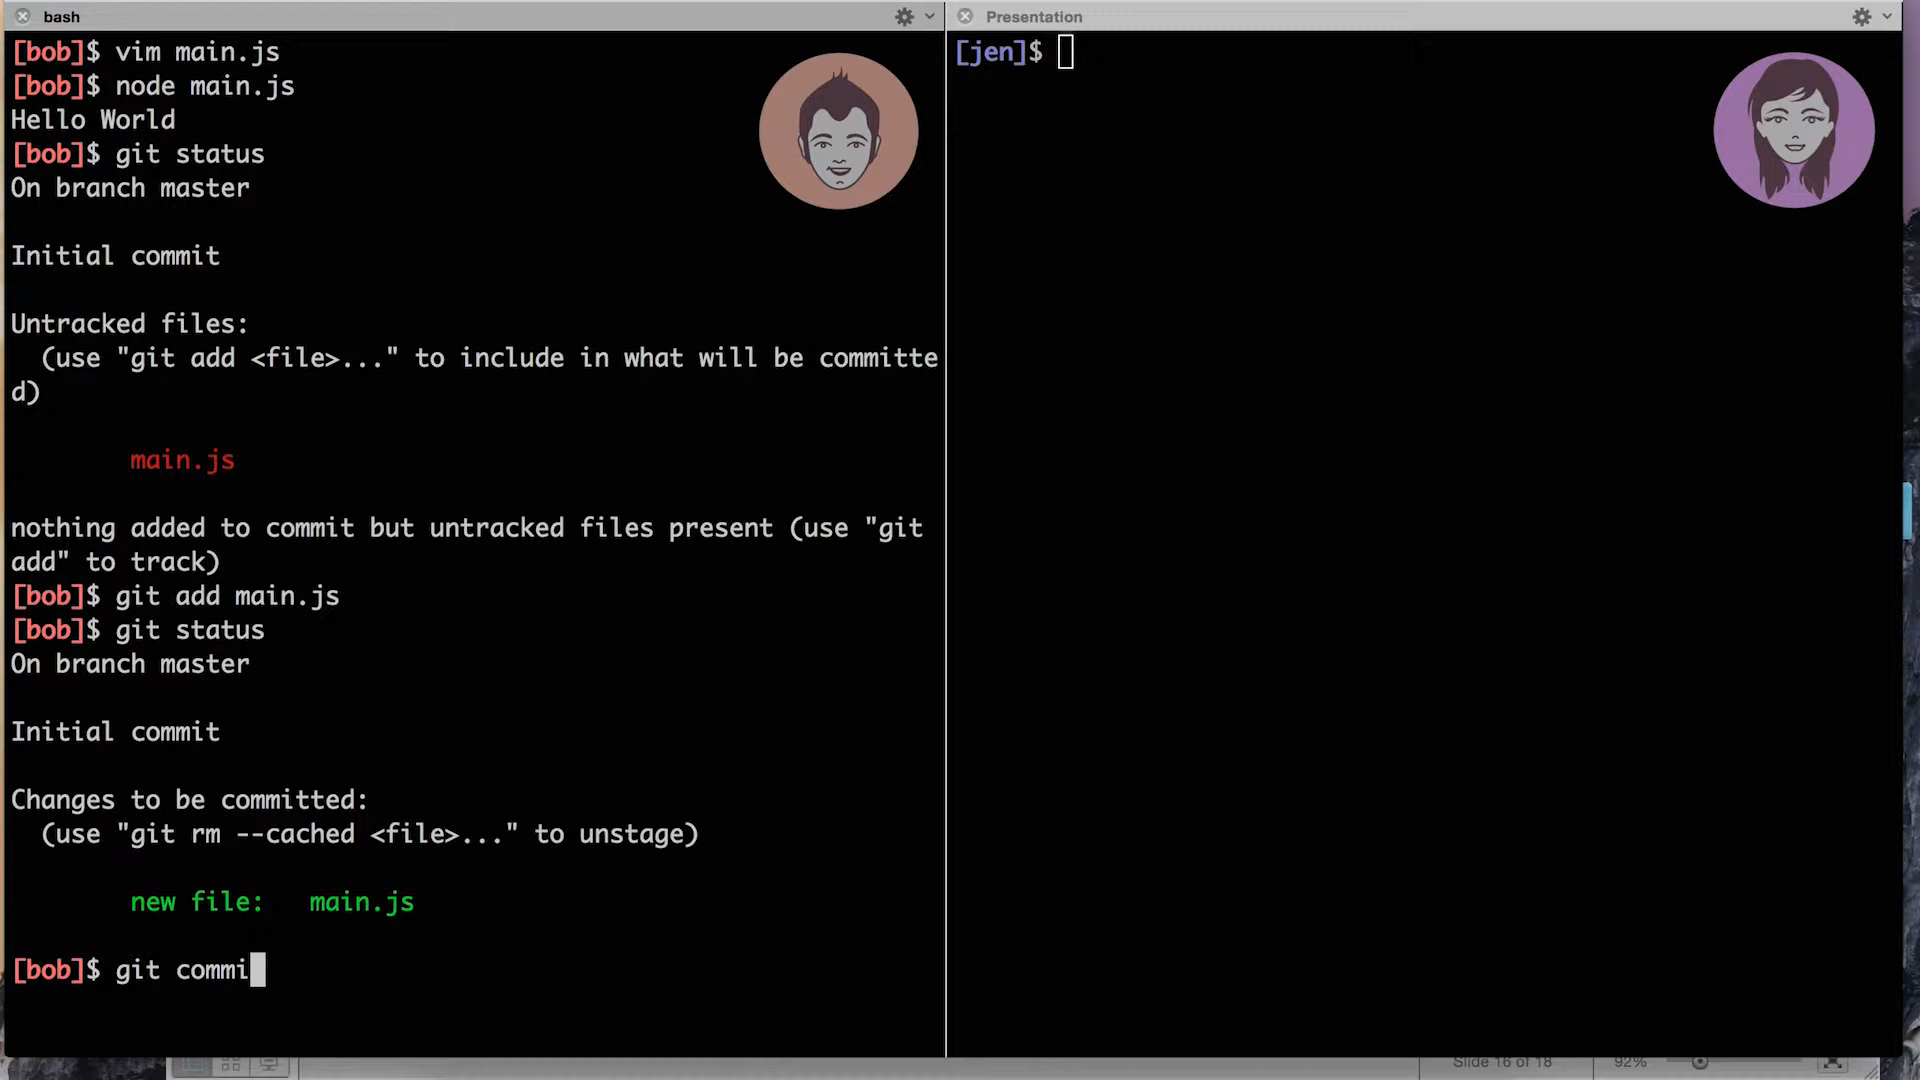 bash
[bob]$ vim main.js
[bob]$ node main.js
Hello World
[bob]$ git status
On branch master
Initial commit
Untracked files:
(use "git add <file>..." to include in what will be committe
d)
main.js
nothing added to commit but untracked files present (use "git
add" to track)
[bob]$ git add main.js
[bob]$ git status
On branch master
Initial commit
Changes to be committed:
(use "git rm --cached <file>..." to unstage)
new file:   main.js
[bob]$ git commi
Presentation
[jen]$
Slide 16 of 18
92%